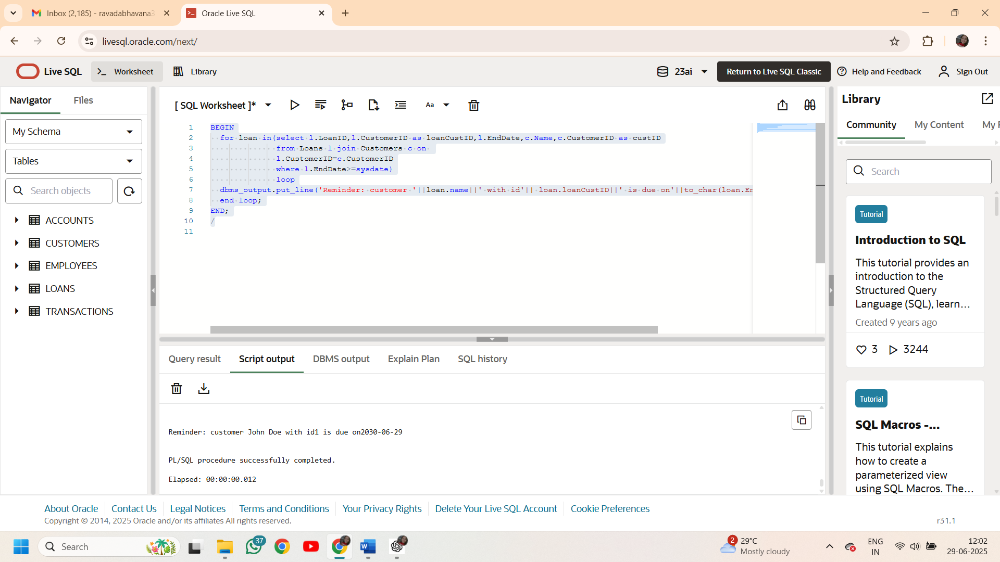 Inbox (2,185) - ravadabhavana3
Oracle Live SQL
livesql.oracle.com/next/
Live SQL
Worksheet
Library
23ai
Return to Live SQL Classic
Help and Feedback
Sign Out
Navigator
Files
My Schema
Tables
Search objects
ACCOUNTS
CUSTOMERS
EMPLOYEES
LOANS
TRANSACTIONS
[ SQL Worksheet ]*
Aa
1 BEGIN
2 for loan in(select l.LoanID,l.CustomerID as loanCustID,l.EndDate,c.Name,c.CustomerID as custID
3 from Loans l join Customers c on
4 l.CustomerID=c.CustomerID
5 where l.EndDate>=sysdate)
6 loop
7 dbms_output.put_line('Reminder: customer '||loan.name||' with id'|| loan.loanCustID||' is due on'||to_char(loan.En
8 end loop;
9 END;
10 /
11
Query result
Script output
DBMS output
Explain Plan
SQL history
Reminder: customer John Doe with id1 is due on2030-06-29
PL/SQL procedure successfully completed.
Elapsed: 00:00:00.012
Library
Community
My Content
My
Search
Tutorial
Introduction to SQL
This tutorial provides an
introduction to the
Structured Query
Language (SQL), learn...
Created 9 years ago
3
3244
Tutorial
SQL Macros -...
This tutorial explains
how to create a
parameterized view
using SQL Macros. The...
About Oracle
Contact Us
Legal Notices
Terms and Conditions
Your Privacy Rights
Delete Your Live SQL Account
Cookie Preferences
Copyright © 2014, 2025 Oracle and/or its affiliates All rights reserved.
r31.1
Search
37
2
29°C
Mostly cloudy
ENG
IN
12:02
29-06-2025